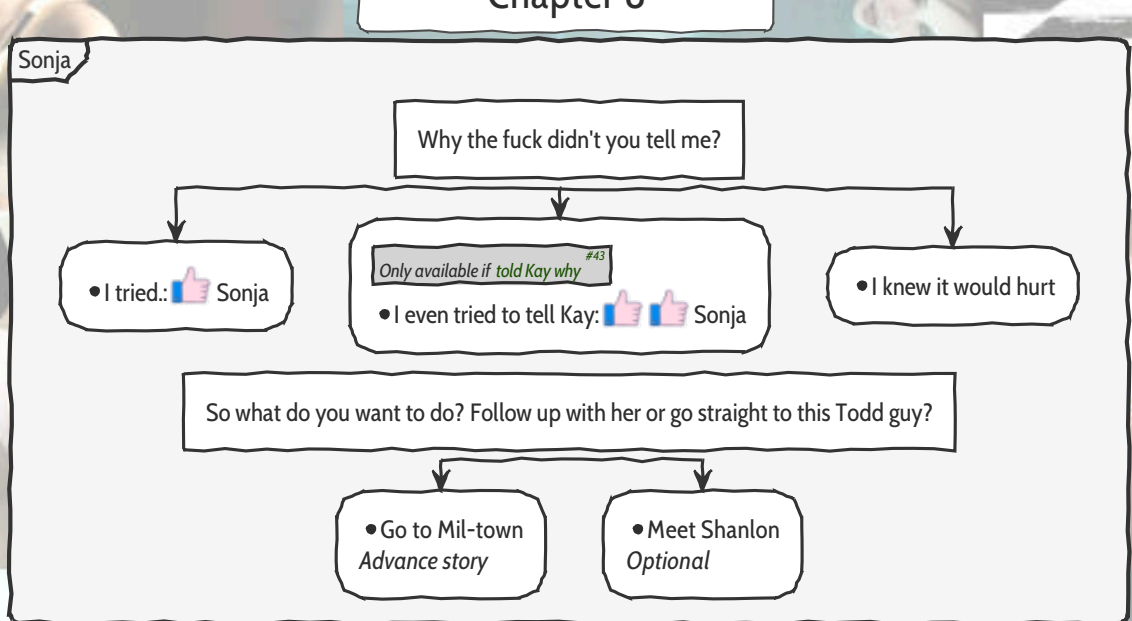 Chapter 6
Sonja
Why the fuck didn't you tell me?
•I tried.: Sonja
#43
Only available if told Kay why
•I even tried to tell Kay: Sonja
•I knew it would hurt
So what do you want to do? Follow up with her or go straight to this Todd guy?
•Go to Mil-town
Advance story
•Meet Shanlon
Optional